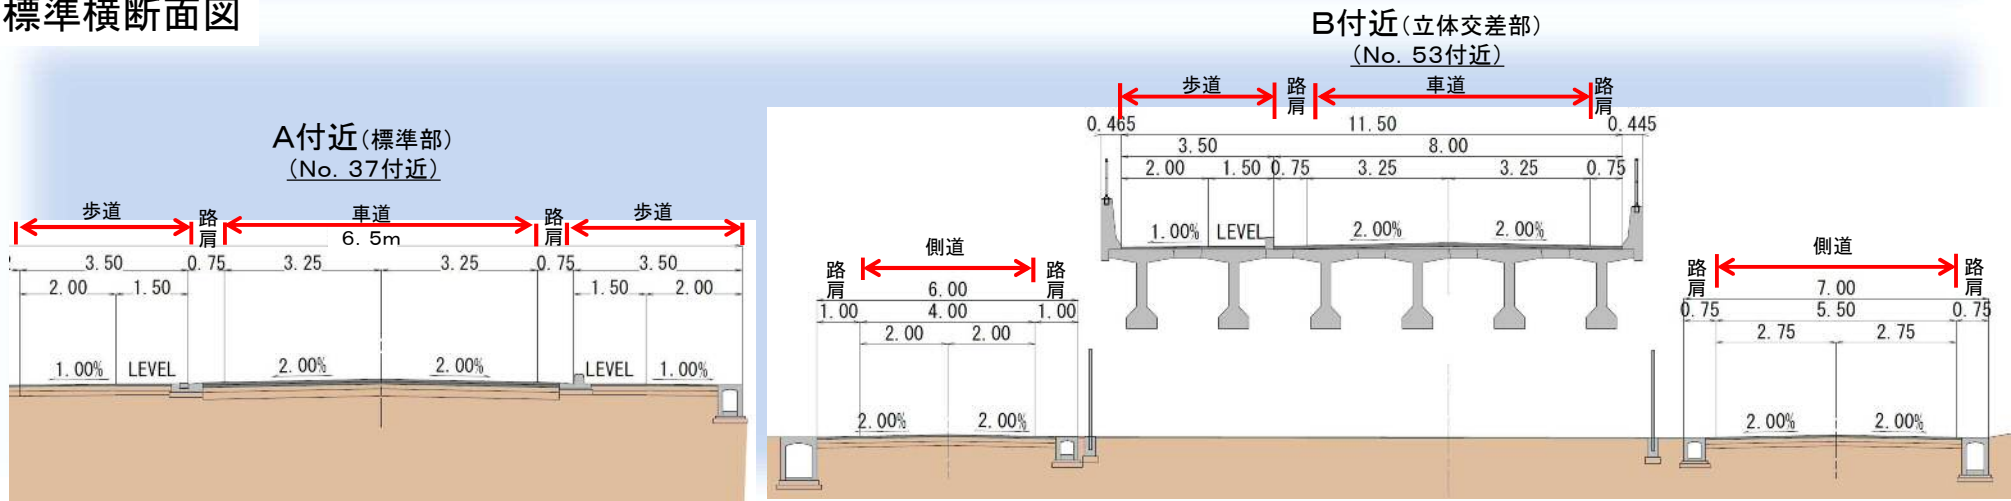 標準横断面図
A付近(標準部)
(No. 37付近)
歩道 路肩 車道 路肩 歩道
6. 5m
3.50 0.75 3.25 3.25 0.75 3.50
2.00 1.50 1.50 2.00
1.00% LEVEL 2.00% 2.00% LEVEL 1.00%
B付近(立体交差部)
(No. 53付近)
歩道 路肩 車道 路肩
0.465 11.50 0.445
3.50 8.00
2.00 1.50 0.75 3.25 3.25 0.75
1.00% LEVEL 2.00% 2.00%
路肩 側道 路肩
6.00
1.00 4.00 1.00
2.00 2.00
2.00% 2.00%
路肩 側道 路肩
7.00
0.75 5.50 0.75
2.75 2.75
2.00% 2.00%